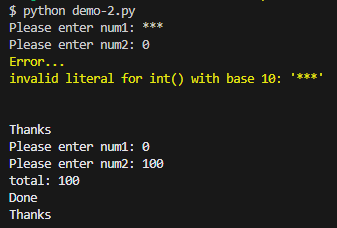 $ python demo-2.py
Please enter num1: ***
Please enter num2: 0
Error...
invalid literal for int() with base 10: '***'
Thanks
Please enter num1: 0
Please enter num2: 100
total: 100
Done
Thanks